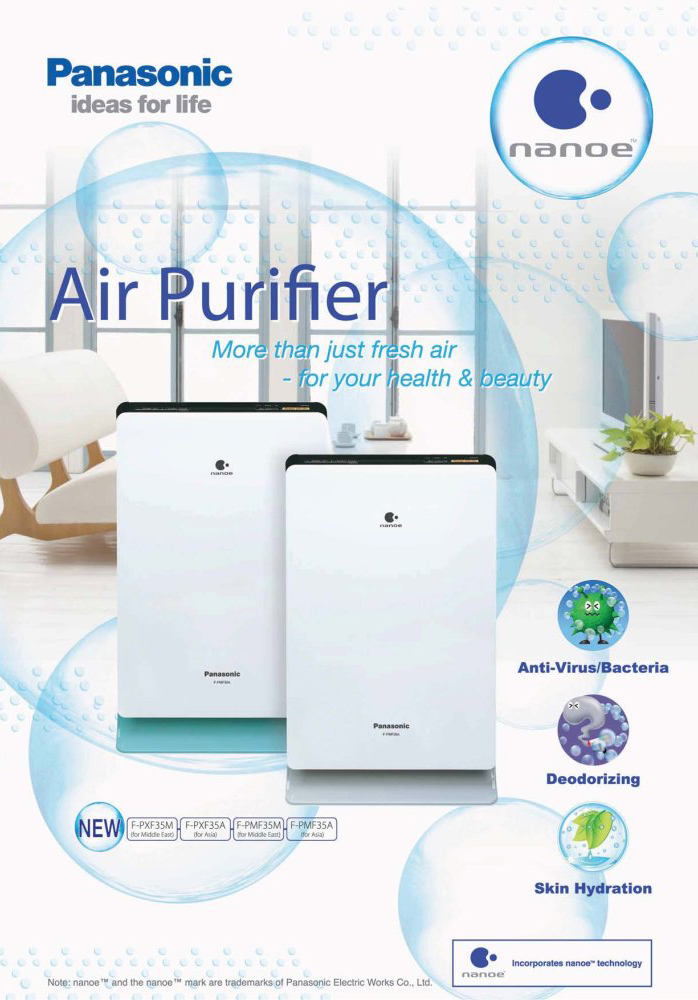 Panasonic
ideas for life
nanoe™
Air Purifier
More than just fresh air
- for your health & beauty
nanoe
nanoe
Panasonic
Panasonic
Anti-Virus/Bacteria
Deodorizing
NEW
F-PXF35M
(for Middle East)
F-PXF35A
(for Asia)
F-PMF35M
(for Middle East)
F-PMF35A
(for Asia)
Skin Hydration
nanoe
Incorporates nanoe™ technology
Note: nanoe™ and the nanoe™ mark are trademarks of Panasonic Electric Works Co., Ltd.